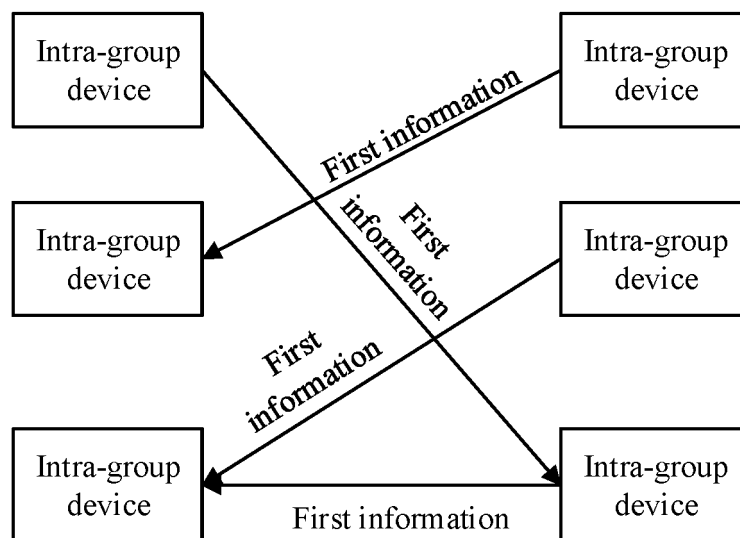 Intra-group
device
Intra-group
device
First information
First
information
Intra-group
device
Intra-group
device
First
information
Intra-group
device
Intra-group
device
First information